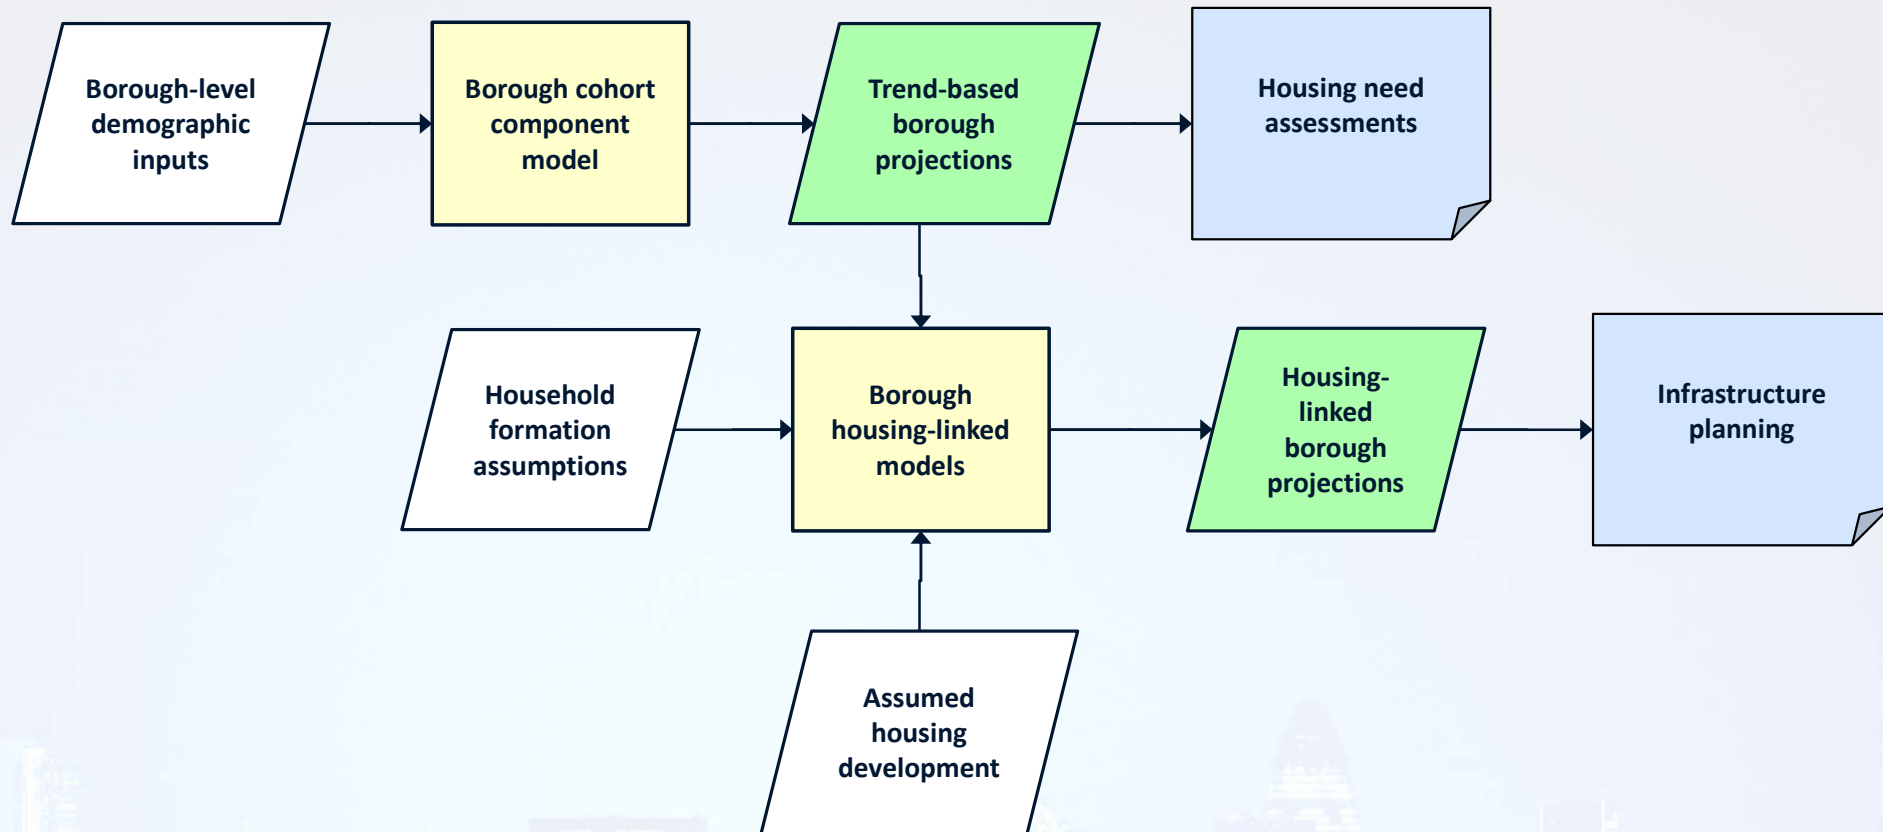 Borough-level
demographic
inputs
Borough cohort
component
model
Trend-based
borough
projections
Housing need
assessments
Household
formation
assumptions
Borough
housing-linked
models
Housing-
linked
borough
projections
Infrastructure
planning
Assumed
housing
development